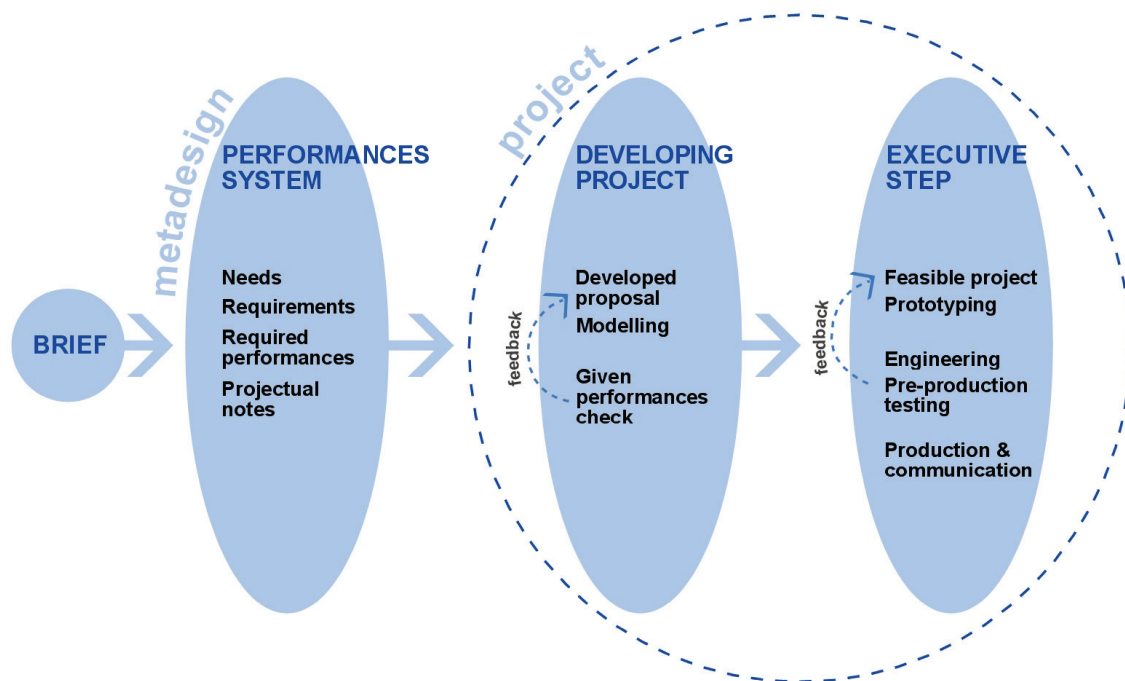 BRIEF
metadesign
PERFORMANCES
SYSTEM
Needs
Requirements
Required
performances
Projectual
notes
project
DEVELOPING
PROJECT
Developed
proposal
Modelling
feedback
Given
performances
check
EXECUTIVE
STEP
Feasible project
Prototyping
feedback
Engineering
Pre-production
testing
Production &
communication